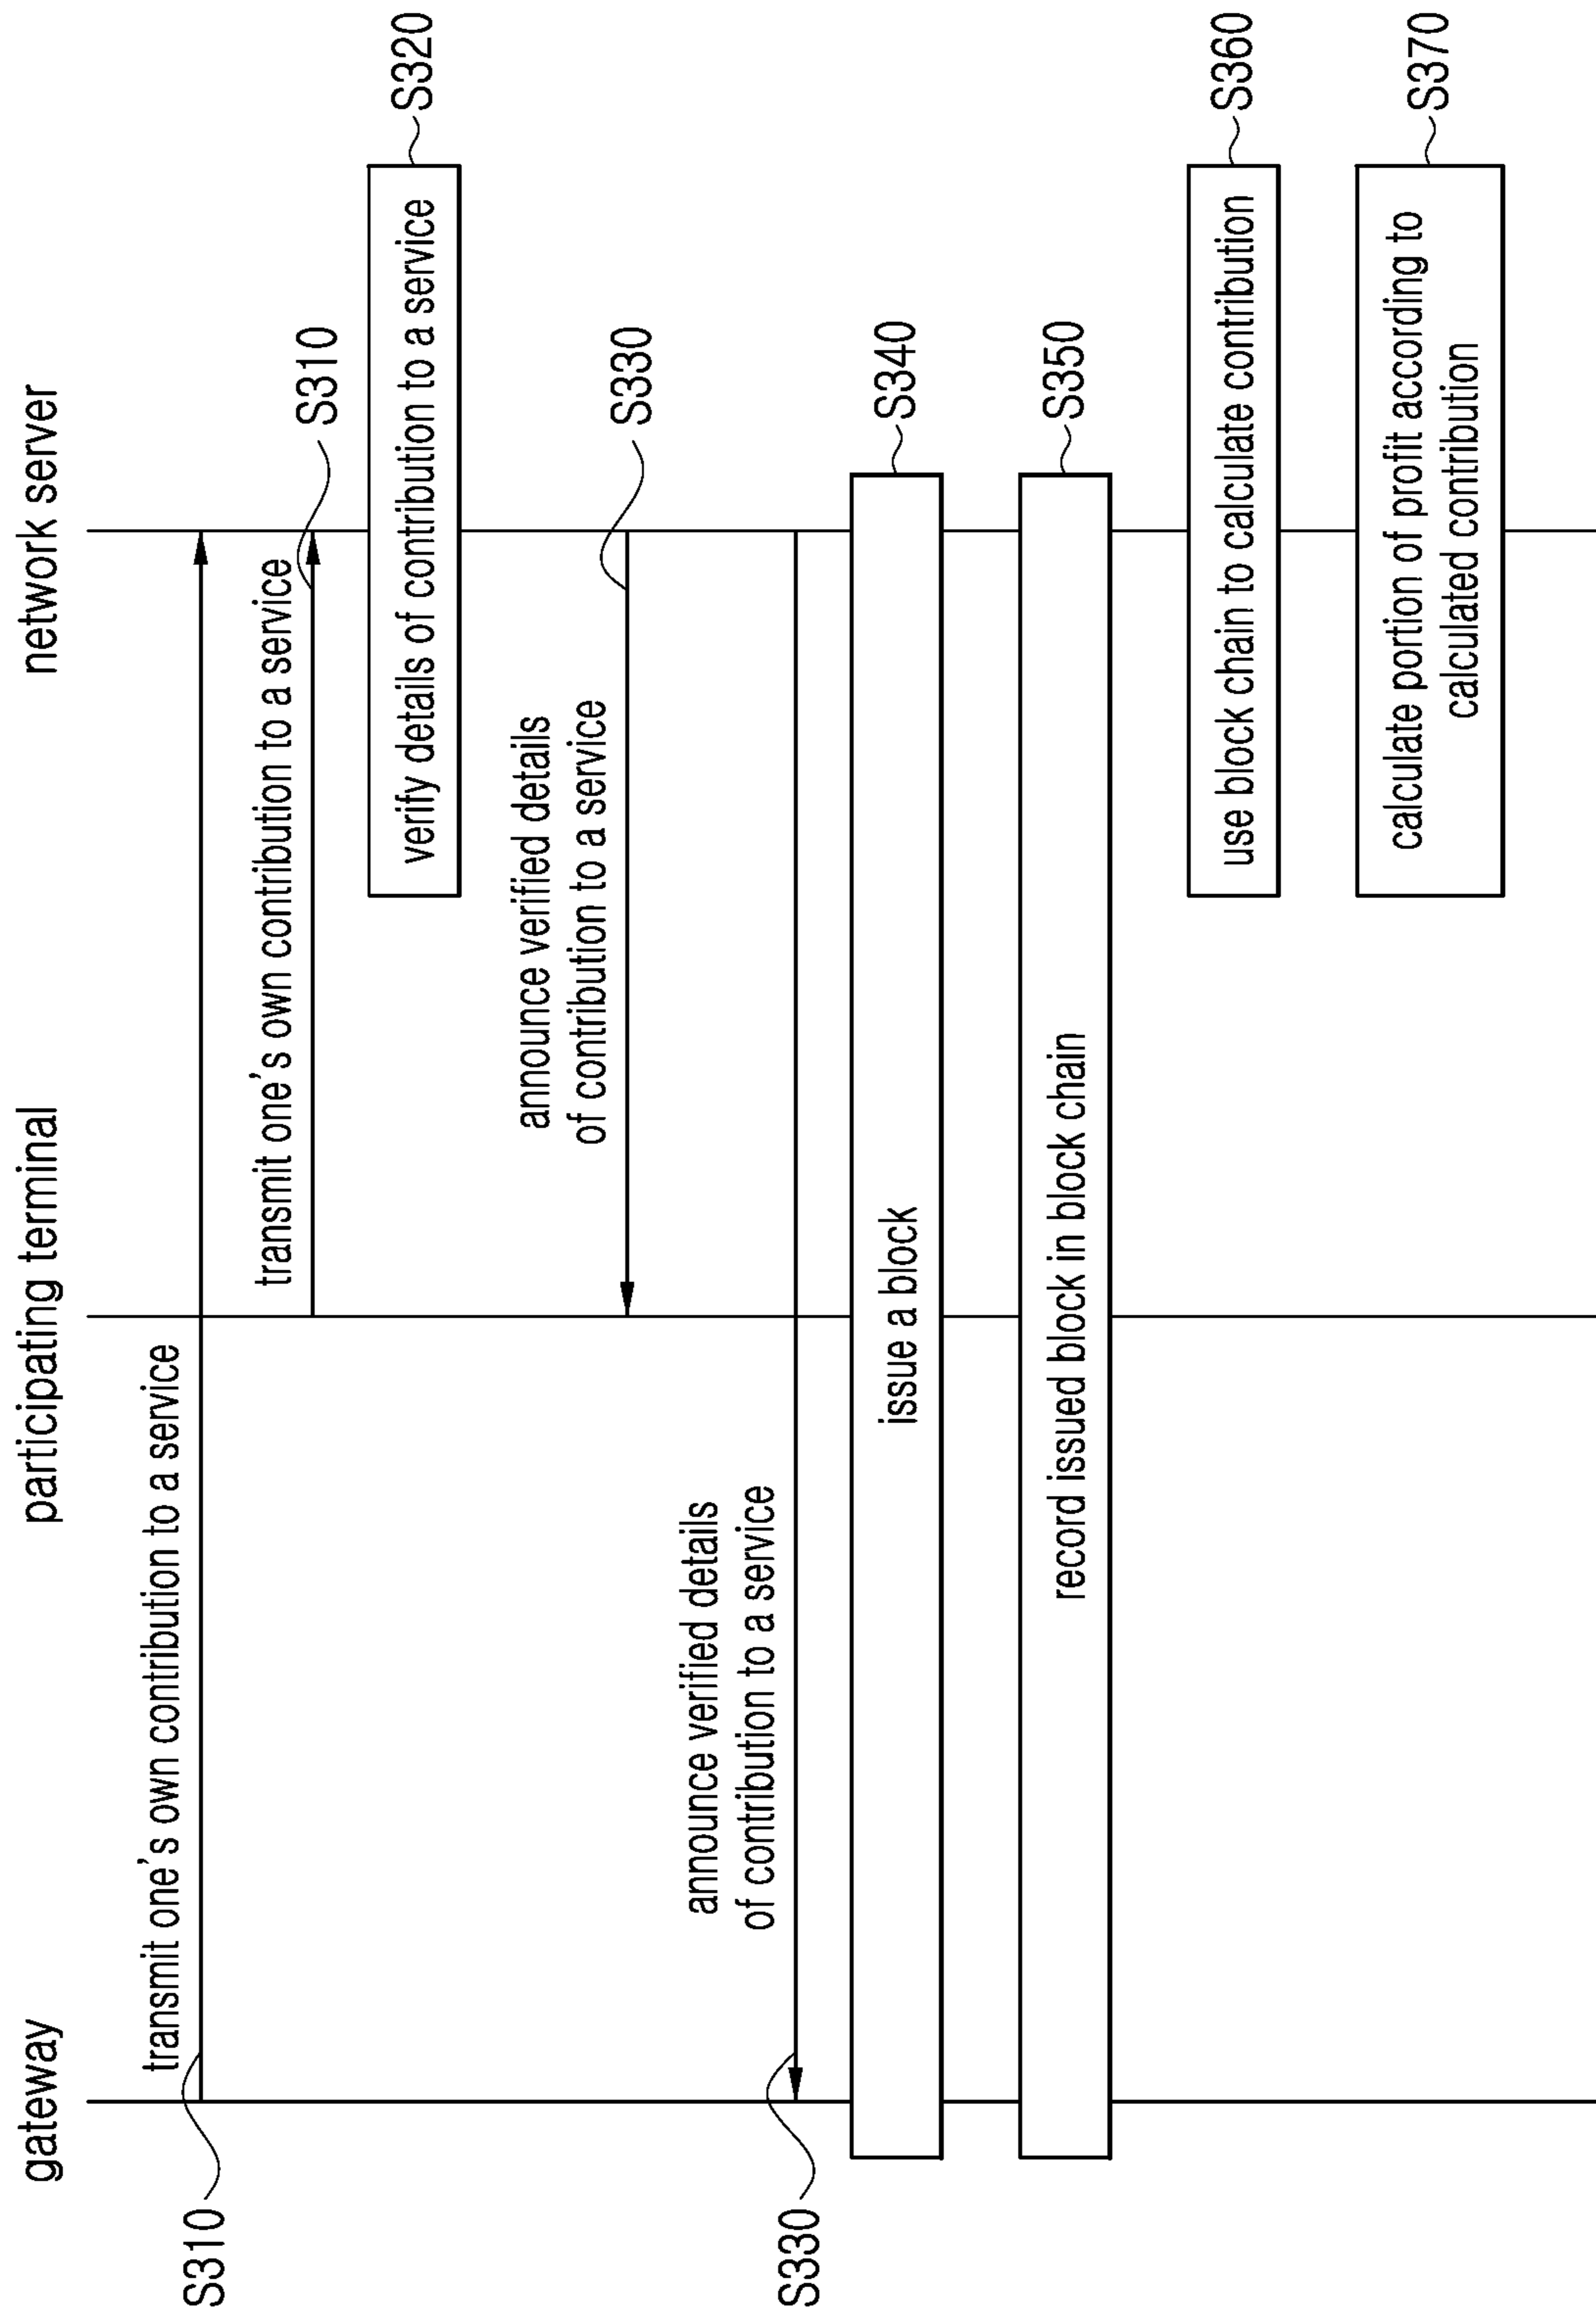 gateway
participating terminal
network server
S310
transmit one's own contribution to a service
transmit one's own contribution to a service
S310
verify details of contribution to a service
S320
announce verified details
of contribution to a service
S330
S330
announce verified details
of contribution to a service
issue a block
S340
record issued block in block chain
S350
use block chain to calculate contribution
S360
calculate portion of profit according to
calculated contribution
S370